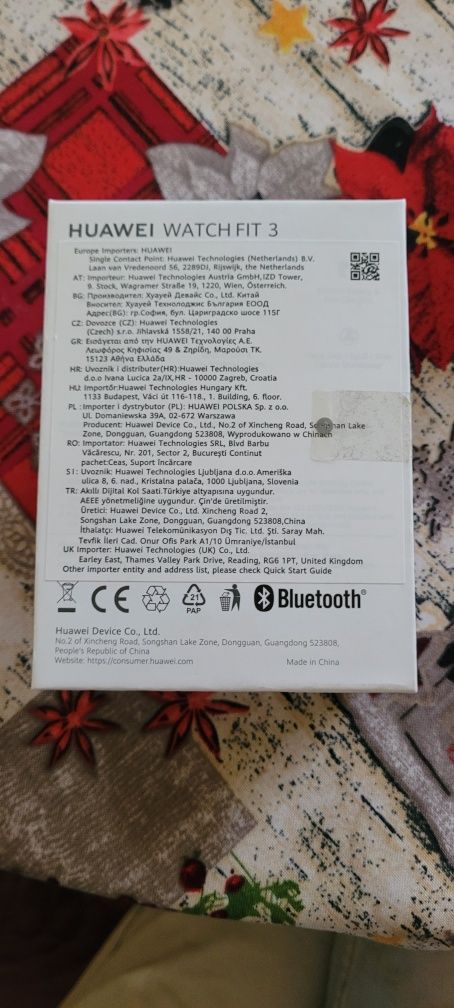 HUAWEI WATCH FIT 3
Europe Importers: HUAWEI
Single Contact Point: Huawei Technologies (Netherlands) B.V.
Laan van Vredenoord 56, 2289DJ, Rijswijk, the Netherlands
AT: Importeur: Huawei Technologies Austria GmbH,IZD Tower,
9. Stock, Wagramer Straße 19, 1220, Wien, Österreich.
BG: Производител: Хуауей Девайс Co., Ltd. Китай
Вносител: Хуауей Технолоджис България ЕООД
Адрес(BG): гр.София, бул. Цариградско шосе 115г
CZ: Dovozce (CZ): Huawei Technologies
(Czech) s.r.o. Jihlavská 1558/21, 140 00 Praha
GR: Εισάγεται από την HUAWEI Τεχνολογίες Α.Ε.
Λεωφόρος Κηφισίας 49 & Ζηρίδη, Μαρούσι ΤΚ.
15123 Αθήνα Ελλάδα
HR: Uvoznik i distributer(HR):Huawei Technologies
d.o.o Ivana Lucica 2a/IX,HR - 10000 Zagreb, Croatia
HU: Importőr:Huawei Technologies Hungary Kft.
1133 Budapest, Váci út 116-118., 1. Building, 6. floor.
PL: Importer i dystrybutor (PL): HUAWEI POLSKA Sp. z o.o.
Ul. Domaniewska 39A, 02-672 Warszawa
Producent: Huawei Device Co., Ltd., No.2 of Xincheng Road, Songshan Lake
Zone, Dongguan, Guangdong 523808, Wyprodukowano w Chinach
RO: Importator: Huawei Technologies SRL, Blvd Barbu
Văcărescu, Nr. 201, Sector 2, Bucureşti Continut
pachet:Ceas, Suport încărcare
SI: Uvoznik: Huawei Technologies Ljubljana d.o.o. Ameriška
ulica 8, 6. nad., Kristalna palača, 1000 Ljubljana, Slovenia
TR: Akıllı Dijital Kol Saati.Türkiye altyapısına uygundur.
AEEE yönetmeliğine uygundur. Çin'de üretilmiştir.
Üretici: Huawei Device Co., Ltd. Xincheng Road 2,
Songshan Lake Zone, Dongguan, Guangdong 523808,China
İthalatçı: Huawei Telekomünikasyon Dış Tic. Ltd. Şti. Saray Mah.
Tevfik İleri Cad. Onur Ofis Park A1/10 Ümraniye/İstanbul
UK Importer: Huawei Technologies (UK) Co., Ltd.
Earley East, Thames Valley Park Drive, Reading, RG6 1PT, United Kingdom
Other importer entity and address list, please check Quick Start Guide
CE 21 PAP Bluetooth®
Huawei Device Co., Ltd.
No.2 of Xincheng Road, Songshan Lake Zone, Dongguan, Guangdong 523808,
People's Republic of China
Website: https://consumer.huawei.com Made in China